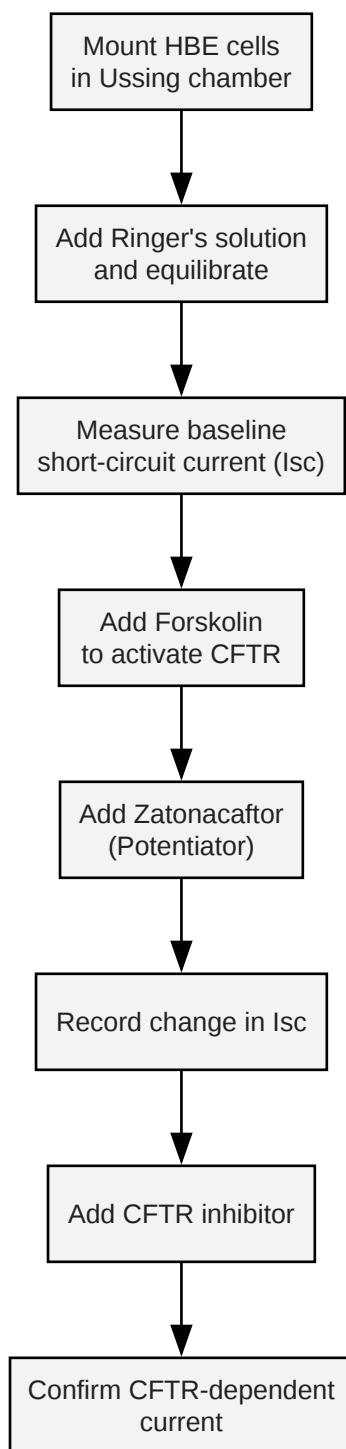 Mount HBE cells
in Ussing chamber
Add Ringer's solution
and equilibrate
Measure baseline
short-circuit current (Isc)
Add Forskolin
to activate CFTR
Add Zatonacaftor
(Potentiator)
Record change in Isc
Add CFTR inhibitor
Confirm CFTR-dependent
current